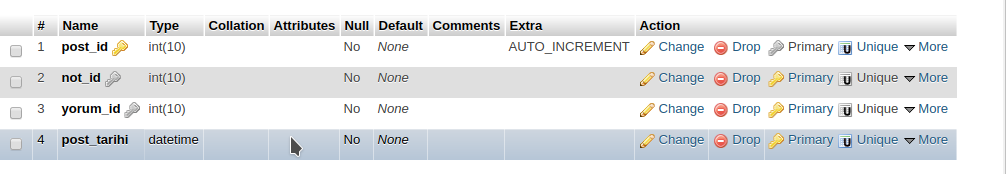 # Name Type Collation Attributes Null Default Comments Extra Action
1 post_id int(10) No None AUTO_INCREMENT Change Drop Primary U Unique More
2 not_id int(10) No None Change Drop Primary U Unique More
3 yorum_id int(10) No None Change Drop Primary U Unique More
4 post_tarihi datetime No None Change Drop Primary U Unique More